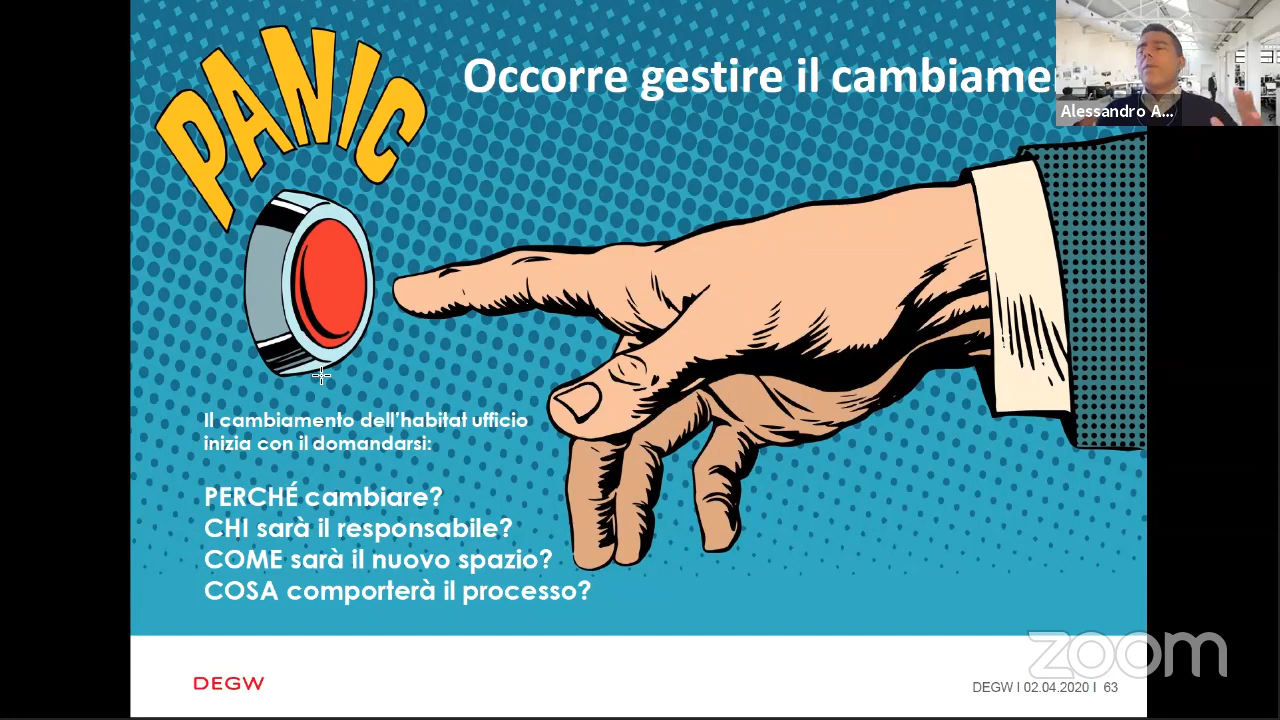 PANIC
Occorre gestire il cambiame
Alessandro A...
Il cambiamento dell'habitat ufficio
inizia con il domandarsi:
PERCHÉ cambiare?
CHI sarà il responsabile?
COME sarà il nuovo spazio?
COSA comporterà il processo?
zoom
DEGW
DEGW I 02.04.2020 I 63